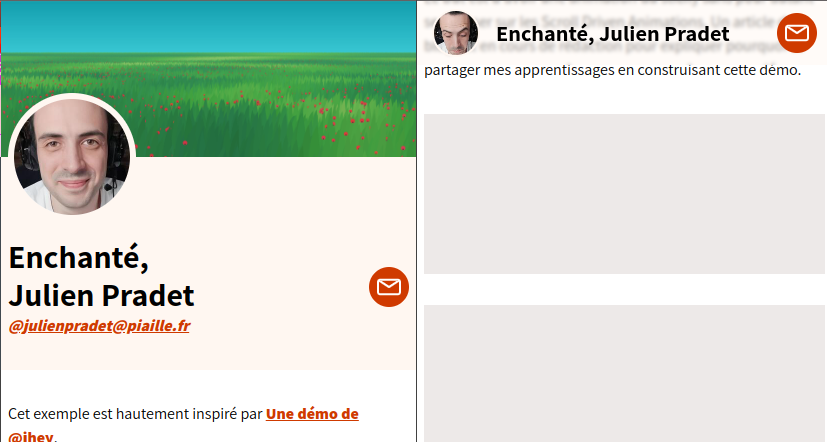 Enchanté,
Julien Pradet
@julienpradet@piaille.fr
Cet exemple est hautement inspiré par Une démo de
@jhey.
Enchanté, Julien Pradet
partager mes apprentissages en construisant cette démo.